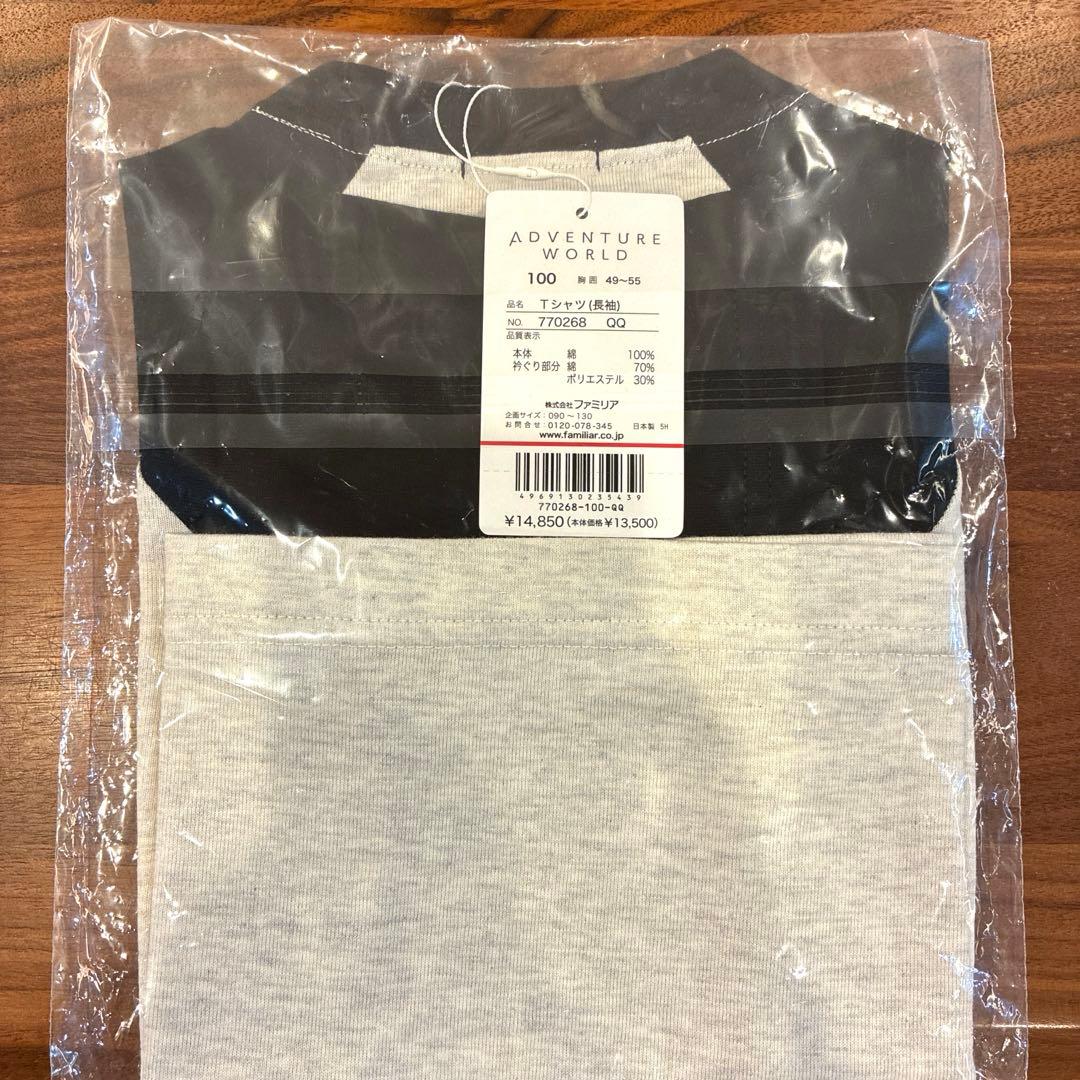 ADVENTURE
WORLD
100 胸囲 49〜55
品名 Tシャツ(長袖)
NO. 770268 QQ
品質表示
本体 綿 100%
衿ぐり部分 綿 70%
ポリエステル 30%
株式会社ファミリア
企画サイズ:090〜130
お問合せ:0120-078-345 日本製 5H
www.familiar.co.jp
4969130235439
770268-100-QQ
¥14,850(本体価格¥13,500)